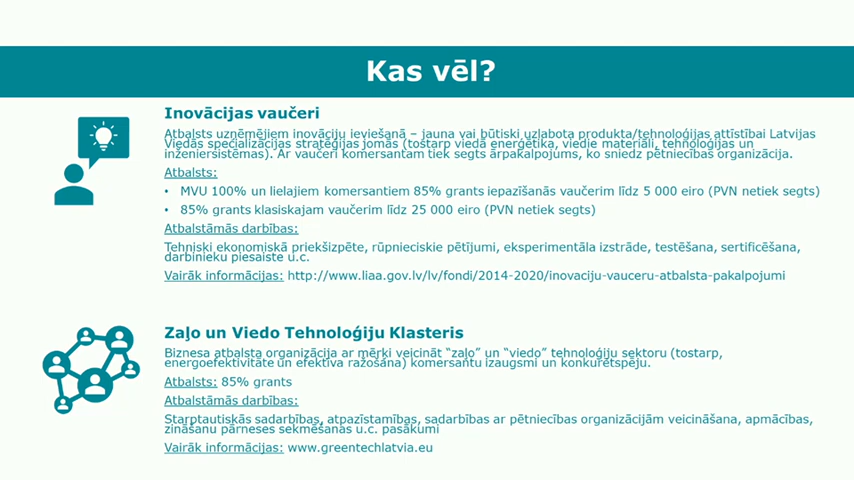 Kas vēl?
Inovācijas vaučeri
Atbalsts uzņēmējiem inovāciju ieviešanā – jauna vai būtiski uzlabota produkta/tehnoloģijas attīstībai Latvijas
Viedās specializācijas stratēģijas jomās (tostarp viedā enerģētika, viedie materiāli, tehnoloģijas un
inženiersistēmas). Ar vaučeri komersantam tiek segts ārpakalpojums, ko sniedz pētniecības organizācija.
Atbalsts:
• MVU 100% un lielajiem komersantiem 85% grants iepazīšanās vaučerim līdz 5 000 eiro (PVN netiek segts)
• 85% grants klasiskajam vaučerim līdz 25 000 eiro (PVN netiek segts)
Atbalstāmās darbības:
Tehniski ekonomiskā priekšizpēte, rūpnieciskie pētījumi, eksperimentāla izstrāde, testēšana, sertificēšana,
darbinieku piesaiste u.c.
Vairāk informācijas: http://www.liaa.gov.lv/lv/fondi/2014-2020/inovaciju-vauceru-atbalsta-pakalpojumi
Zaļo un Viedo Tehnoloģiju Klasteris
Biznesa atbalsta organizācija ar mērķi veicināt “zaļo” un “viedo” tehnoloģiju sektoru (tostarp,
energoefektivitāte un efektīva ražošana) komersantu izaugsmi un konkurētspēju.
Atbalsts: 85% grants
Atbalstāmās darbības:
Starptautiskās sadarbības, atpazīstamības, sadarbības ar pētniecības organizācijām veicināšana, apmācības,
zināšanu pārneses sekmēšanas u.c. pasākumi
Vairāk informācijas: www.greentechlatvia.eu